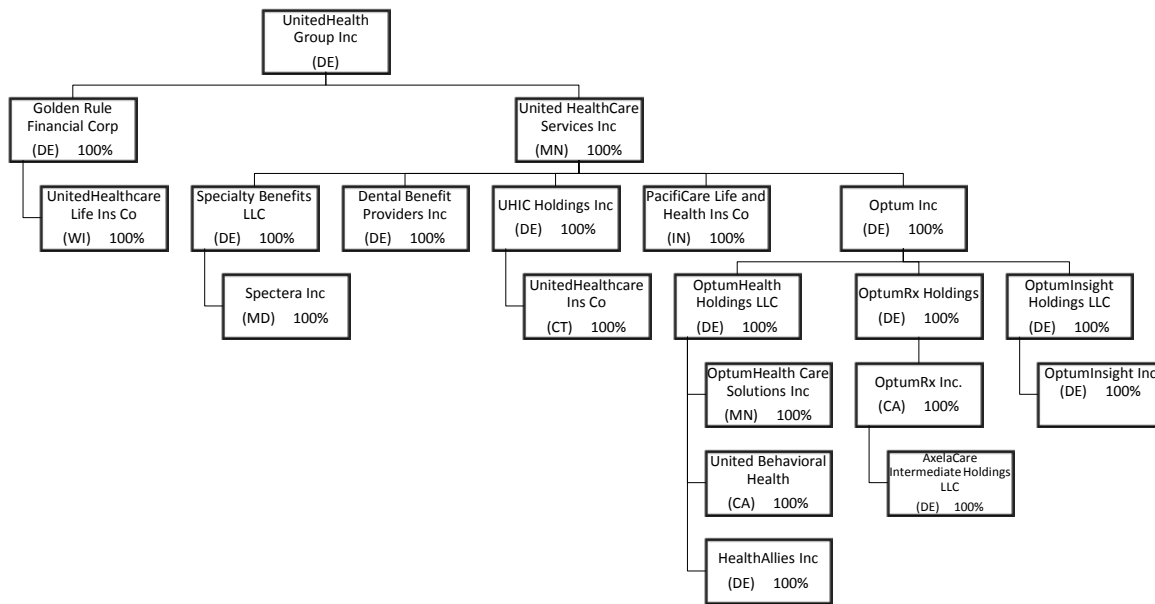 UnitedHealth
Group Inc
(DE)
Golden Rule
Financial Corp
(DE) 100%
United HealthCare
Services Inc
(MN) 100%
UnitedHealthcare
Life Ins Co
(WI) 100%
Specialty Benefits
LLC
(DE) 100%
Dental Benefit
Providers Inc
(DE) 100%
UHIC Holdings Inc
(DE) 100%
PacifiCare Life and
Health Ins Co
(IN) 100%
Optum Inc
(DE) 100%
Spectera Inc
(MD) 100%
UnitedHealthcare
Ins Co
(CT) 100%
OptumHealth
Holdings LLC
(DE) 100%
OptumRx Holdings
(DE) 100%
OptumInsight
Holdings LLC
(DE) 100%
OptumHealth Care
Solutions Inc
(MN) 100%
OptumRx Inc.
(CA) 100%
OptumInsight Inc
(DE) 100%
United Behavioral
Health
(CA) 100%
AxelaCare
Intermediate Holdings
LLC
(DE) 100%
HealthAllies Inc
(DE) 100%